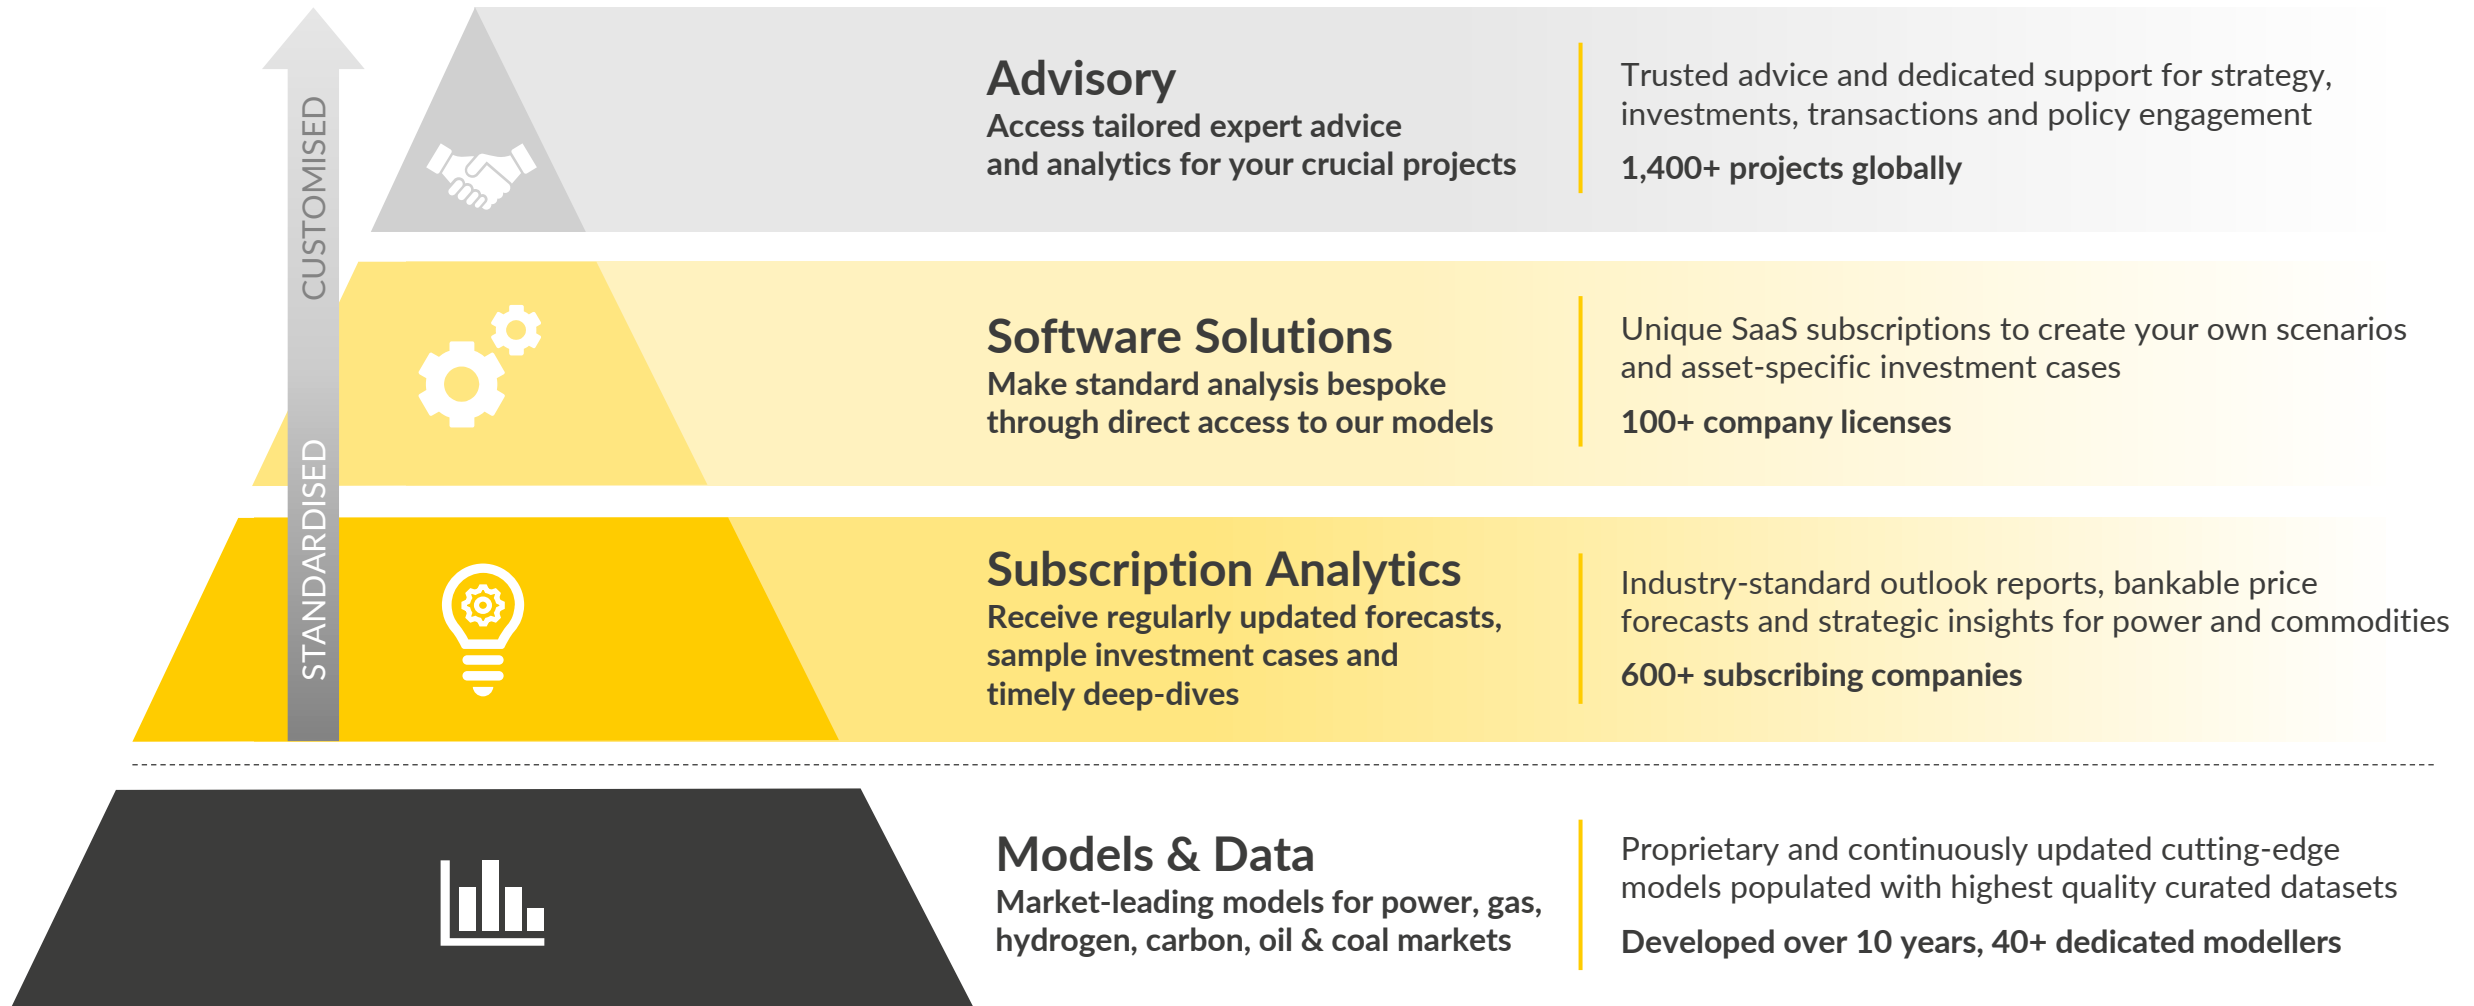 CUSTOMISED
STANDARDISED
Advisory
Access tailored expert advice
and analytics for your crucial projects
Trusted advice and dedicated support for strategy,
investments, transactions and policy engagement
1,400+ projects globally
Software Solutions
Make standard analysis bespoke
through direct access to our models
Unique SaaS subscriptions to create your own scenarios
and asset-specific investment cases
100+ company licenses
Subscription Analytics
Receive regularly updated forecasts,
sample investment cases and
timely deep-dives
Industry-standard outlook reports, bankable price
forecasts and strategic insights for power and commodities
600+ subscribing companies
Models & Data
Market-leading models for power, gas,
hydrogen, carbon, oil & coal markets
Proprietary and continuously updated cutting-edge
models populated with highest quality curated datasets
Developed over 10 years, 40+ dedicated modellers